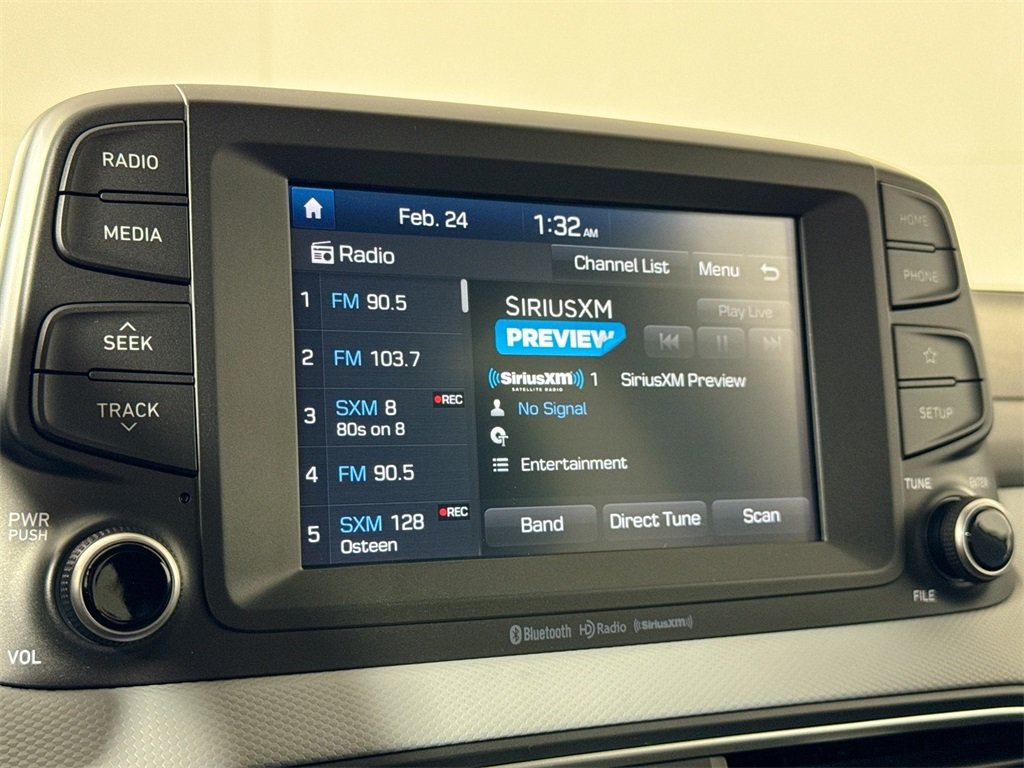 RADIO
MEDIA
SEEK
TRACK
PWR
PUSH
VOL
Feb. 24 1:32 AM
Radio
Channel List Menu
1 FM 90.5
2 FM 103.7
3 SXM 8 REC
80s on 8
4 FM 90.5
5 SXM 128 REC
Osteen
SIRIUSXM
PREVIEW
Play Live
((SiriusXM)) 1 SiriusXM Preview
SATELLITE RADIO
No Signal
Entertainment
Band Direct Tune Scan
Bluetooth HD Radio ((SiriusXM))
HOME
PHONE
SETUP
TUNE ENTER
FILE